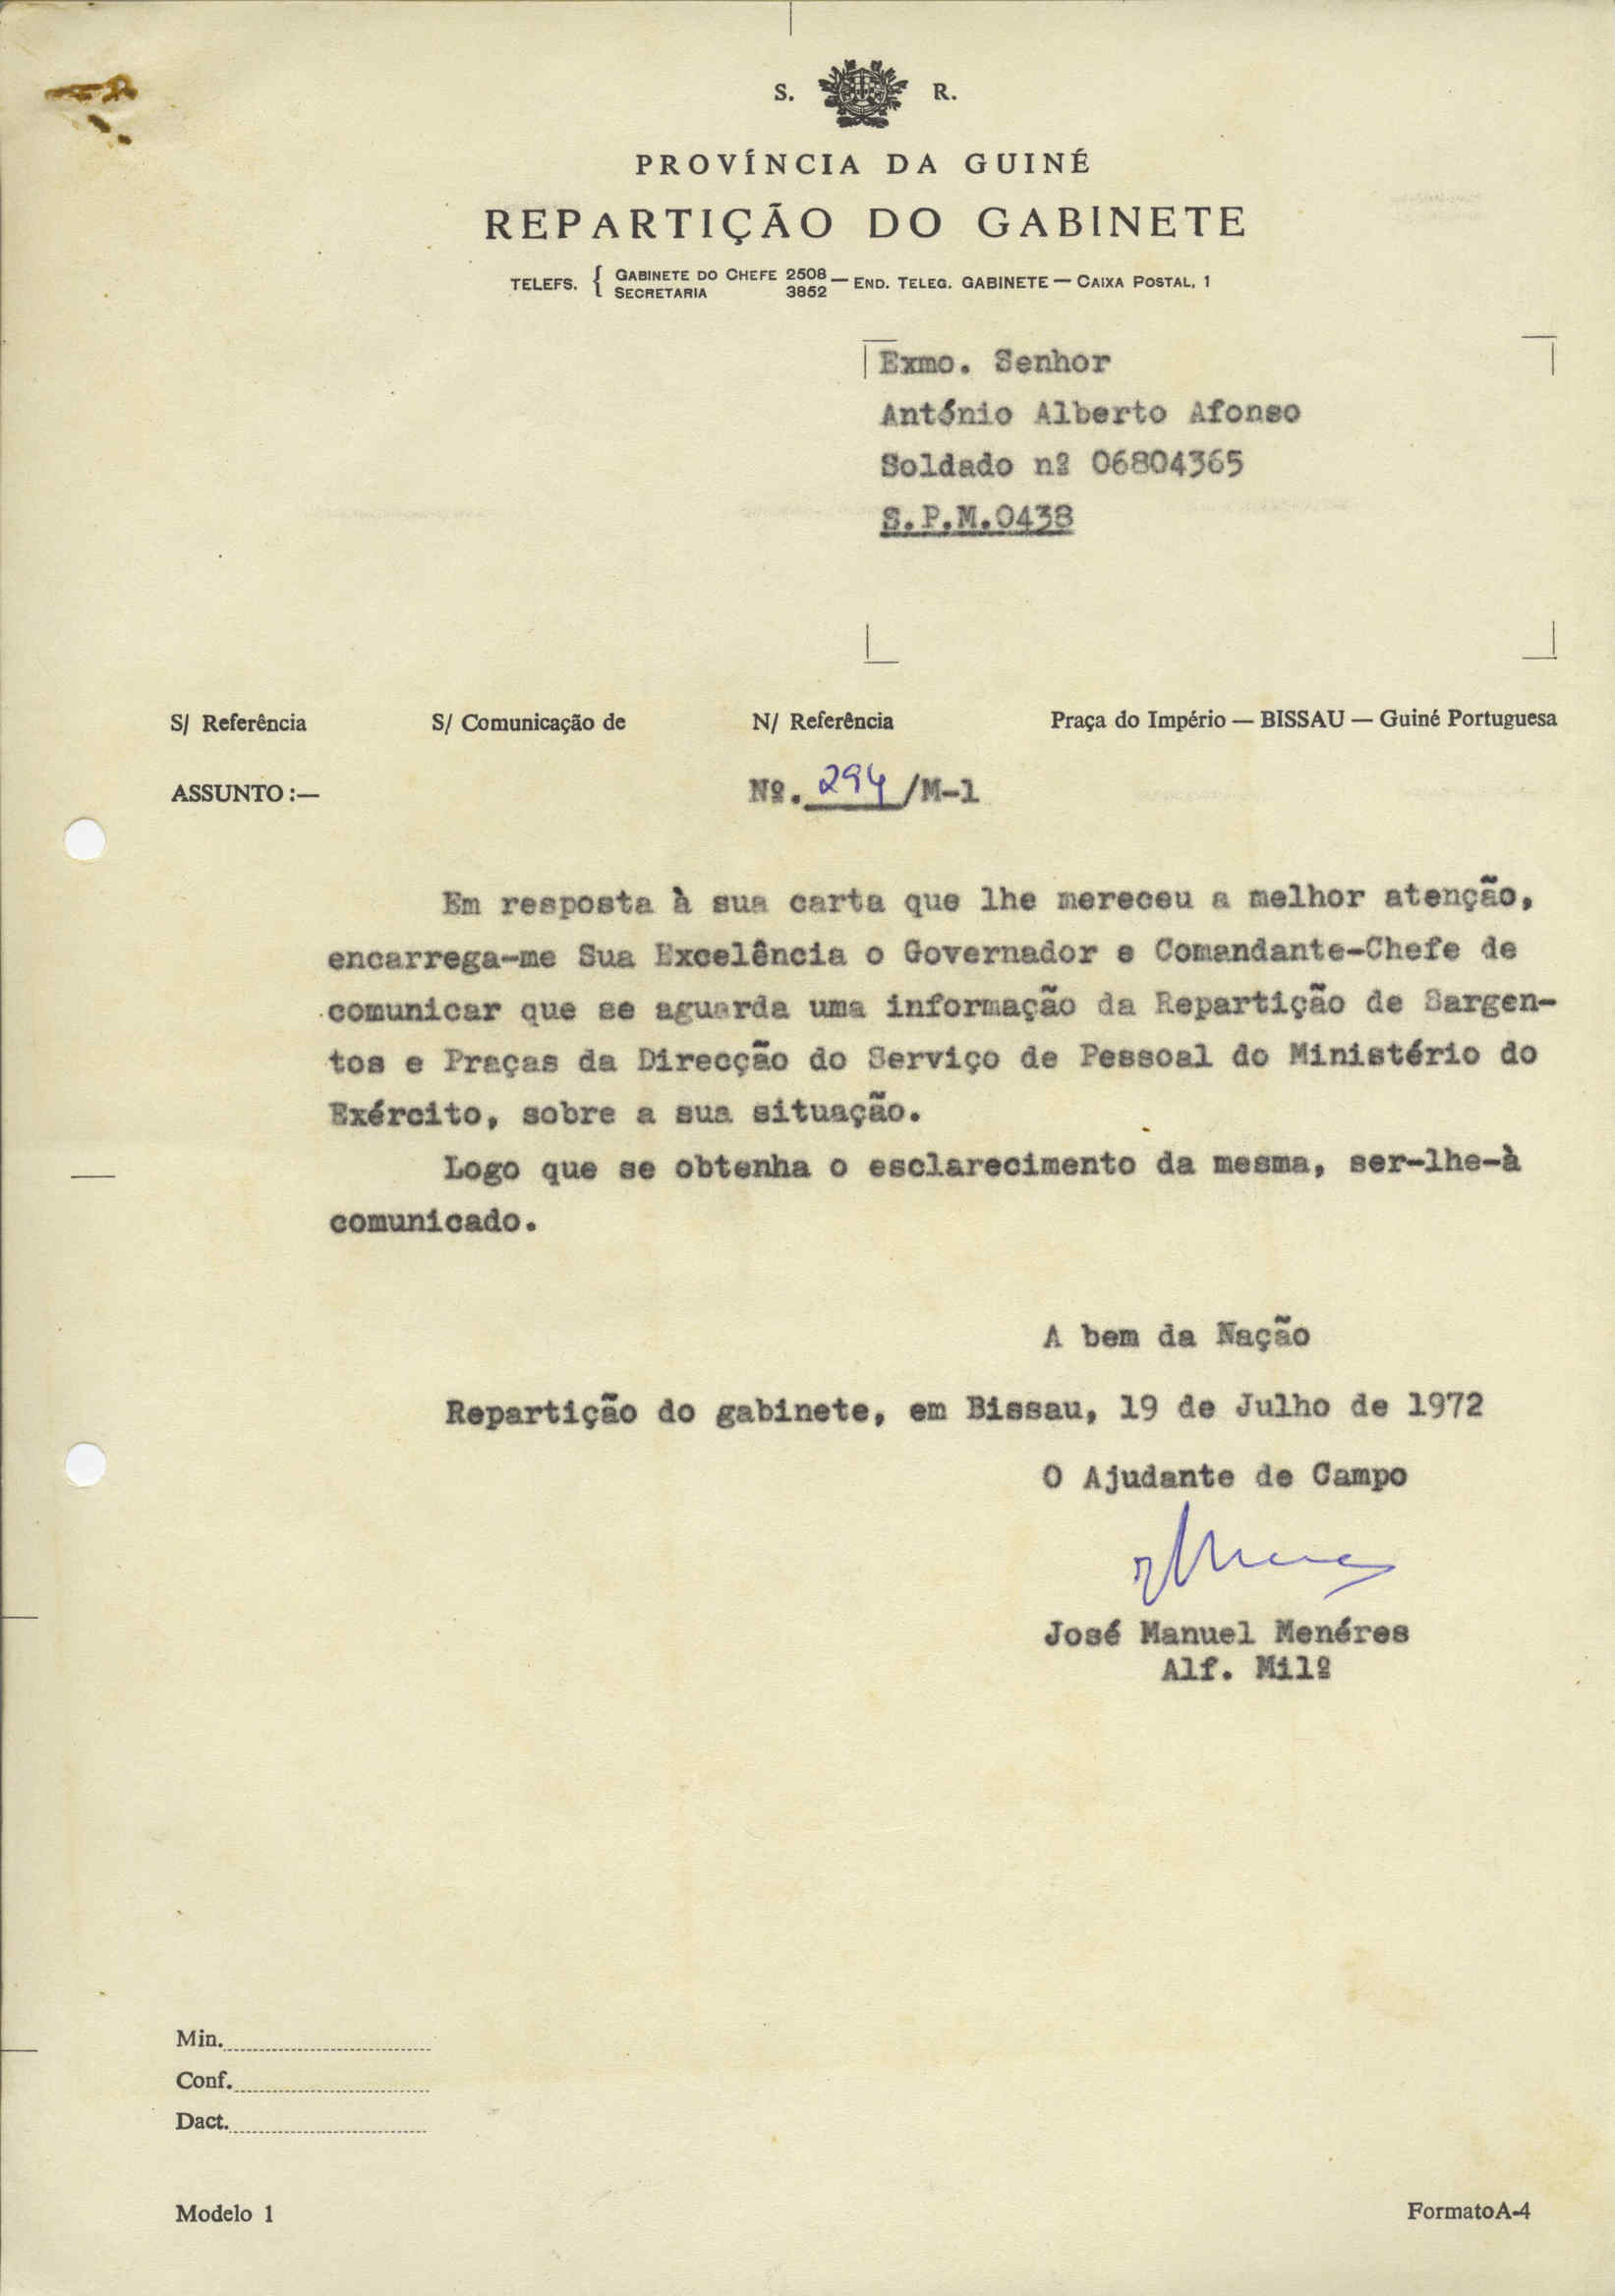 S. R.
PROVÍNCIA DA GUINÉ
REPARTIÇÃO DO GABINETE
TELEFS. { GABINETE DO CHEFE 2508 — END. TELEG. GABINETE — CAIXA POSTAL, 1
SECRETARIA 3852
Exmo. Senhor
António Alberto Afonso
Soldado nº 06804365
S.P.M.0438
S/ Referência S/ Comunicação de N/ Referência Praça do Império — BISSAU — Guiné Portuguesa
ASSUNTO :— Nº. 294 /M-1
Em resposta à sua carta que lhe mereceu a melhor atenção,
encarrega-me Sua Excelência o Governador e Comandante-Chefe de
comunicar que se aguarda uma informação da Repartição de Sargen-
tos e Praças da Direcção do Serviço de Pessoal do Ministério do
Exército, sobre a sua situação.
Logo que se obtenha o esclarecimento da mesma, ser-lhe-à
comunicado.
A bem da Nação
Repartição do gabinete, em Bissau, 19 de Julho de 1972
O Ajudante de Campo
José Manuel Menéres
Alf. Milº
Min.
Conf.
Dact.
Modelo 1 Formato A-4